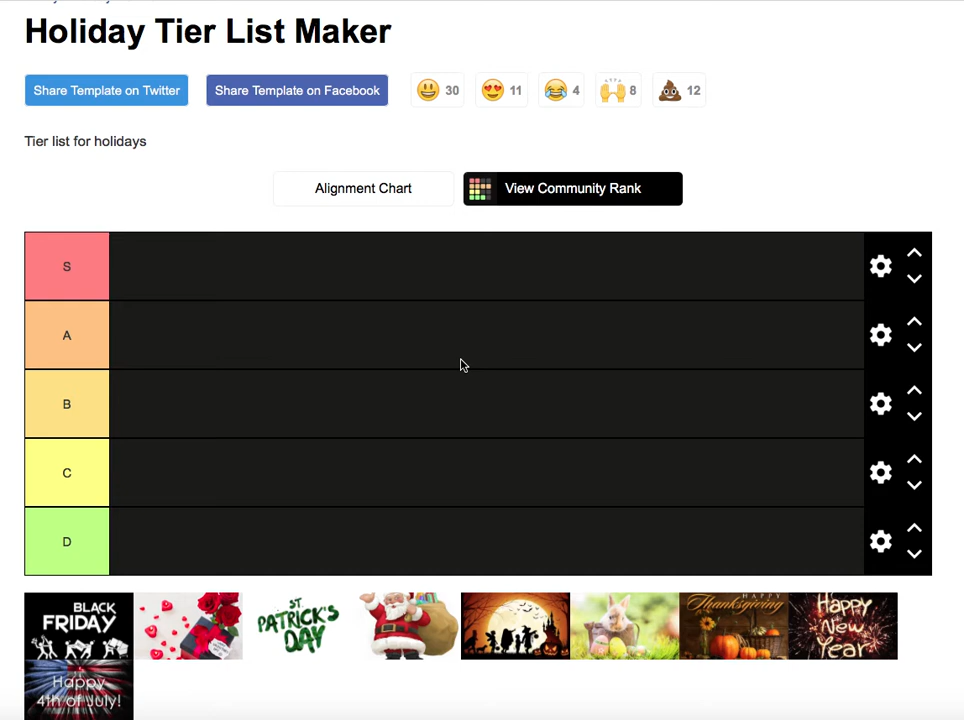 Holiday Tier List Maker
Share Template on Twitter
Share Template on Facebook
30
11
4
8
12
Tier list for holidays
Alignment Chart
View Community Rank
S
A
B
C
D
BLACK
FRIDAY
ST.
PATRICK'S
DAY
HAPPY
Thanksgiving
Happy
New
Year
Happy
4th of July!